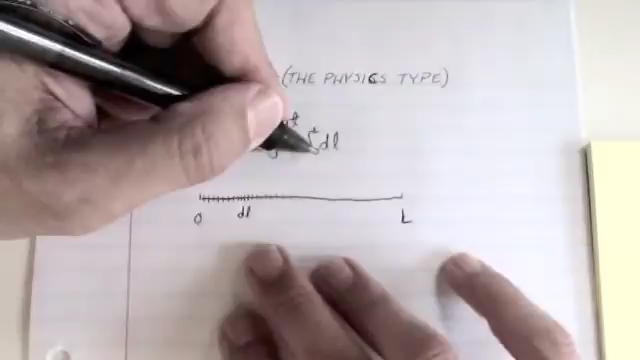 (THE PHYSICS TYPE)
∫ dl
dl
0 L